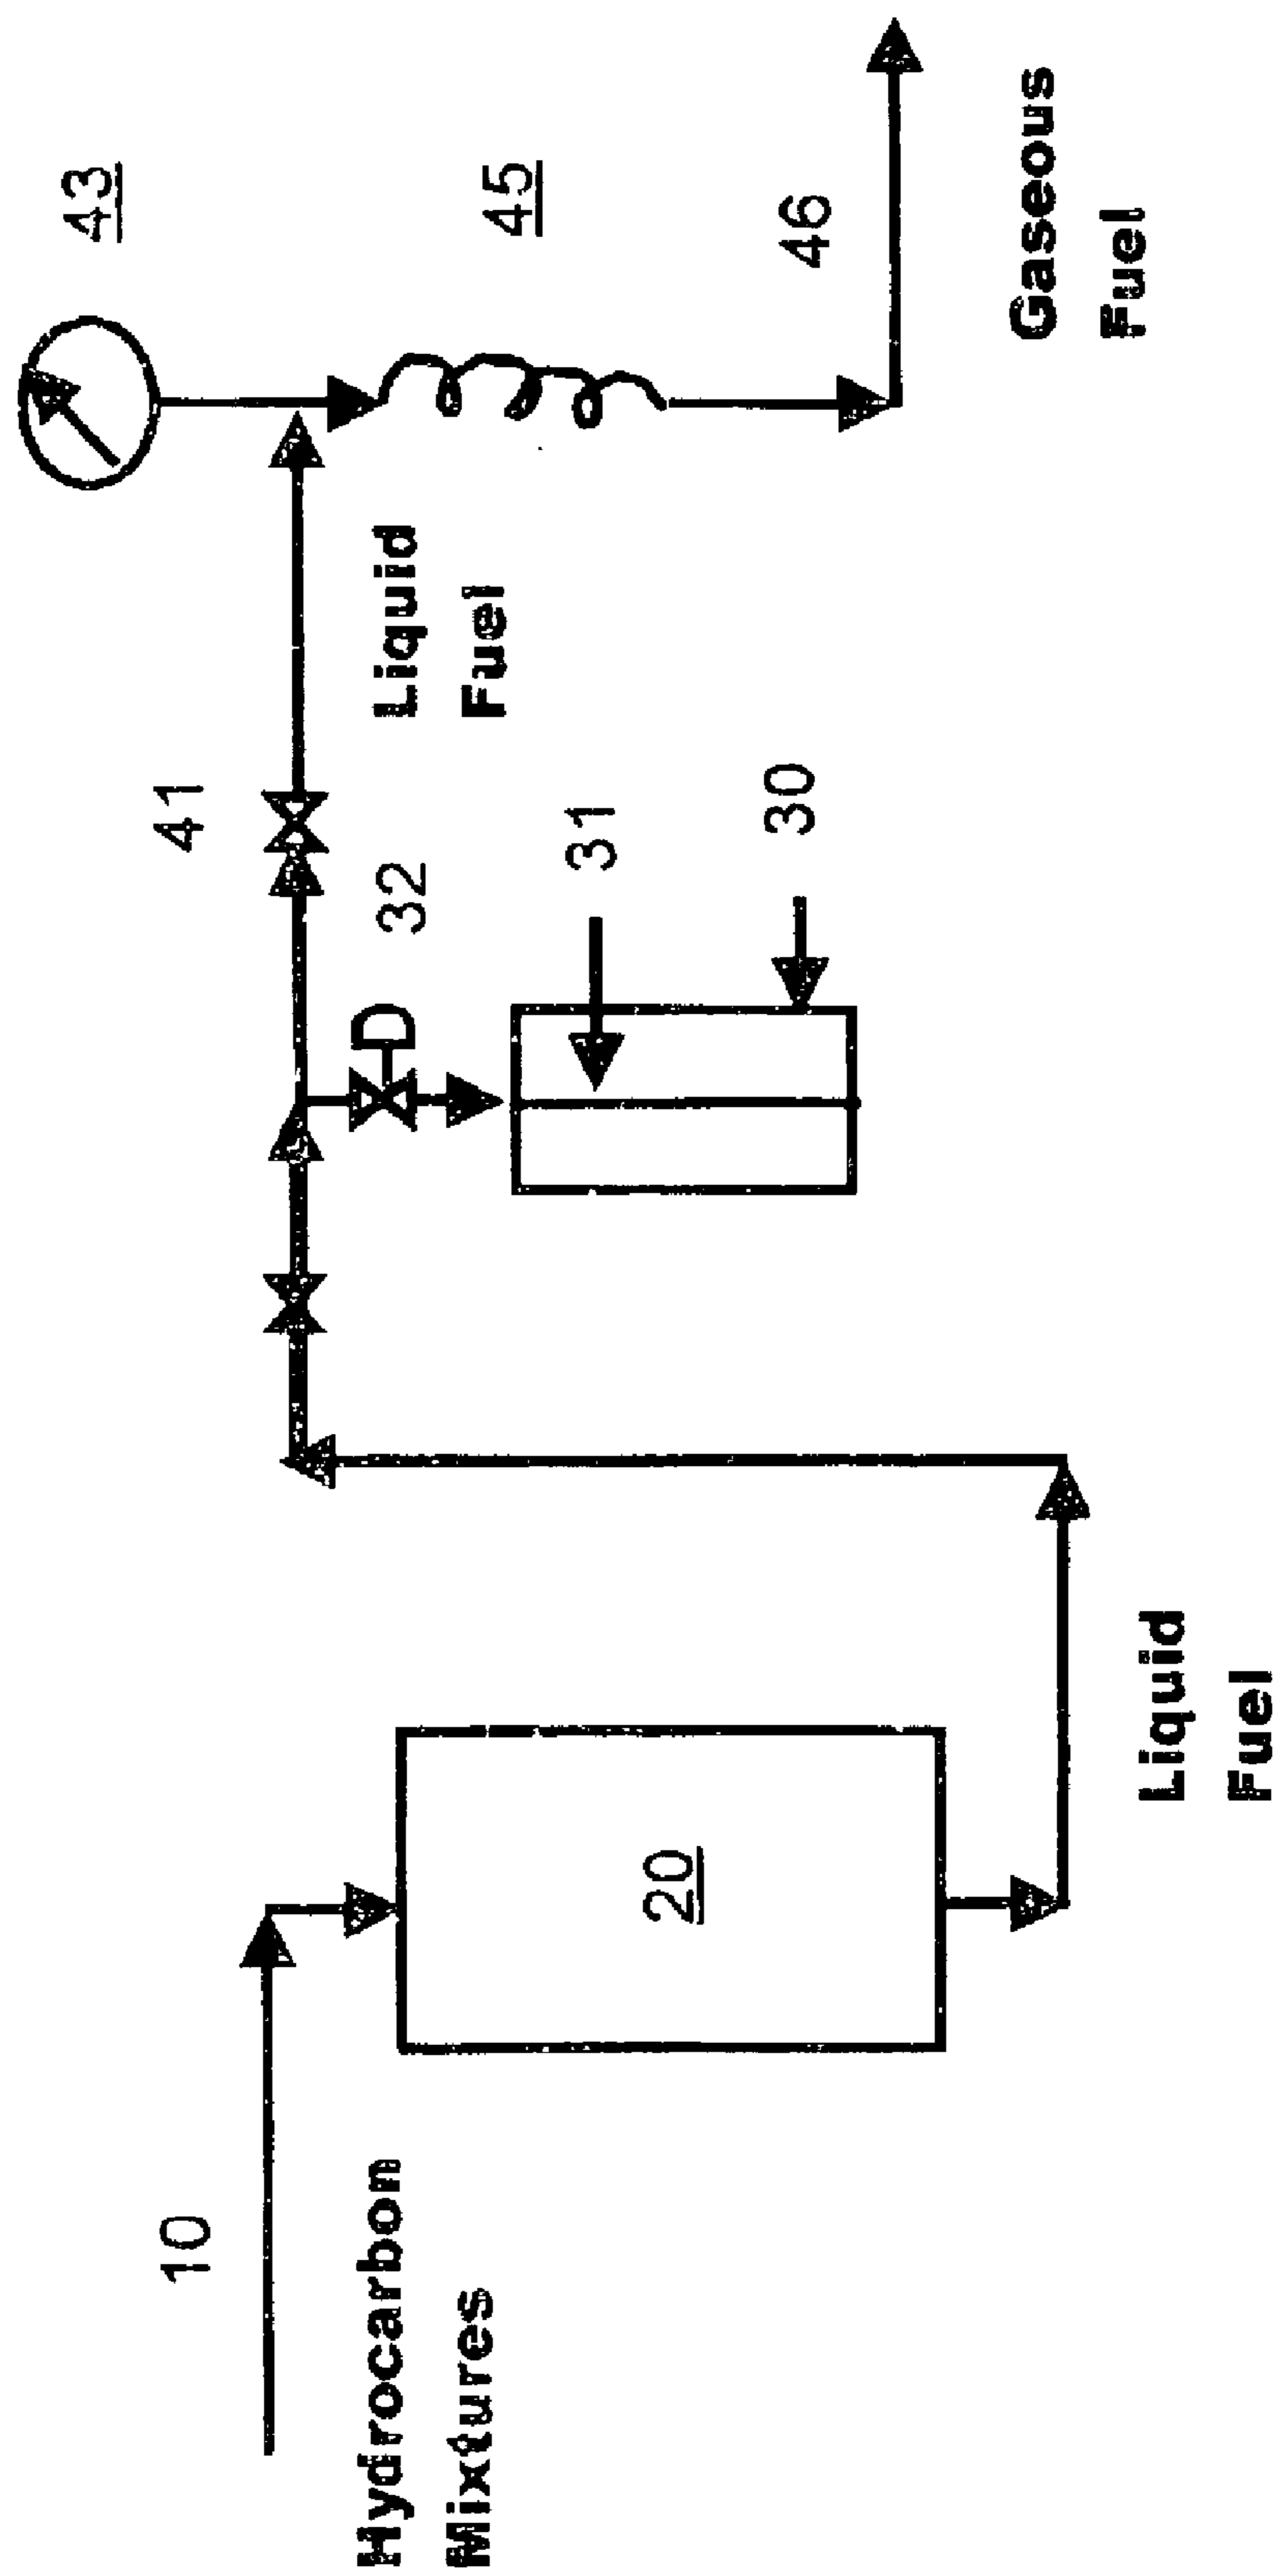 43
10
41
Hydrocarbon
Mixtures
32
Liquid
Fuel
45
31
20
30
46
Gaseous
Fuel
Liquid
Fuel